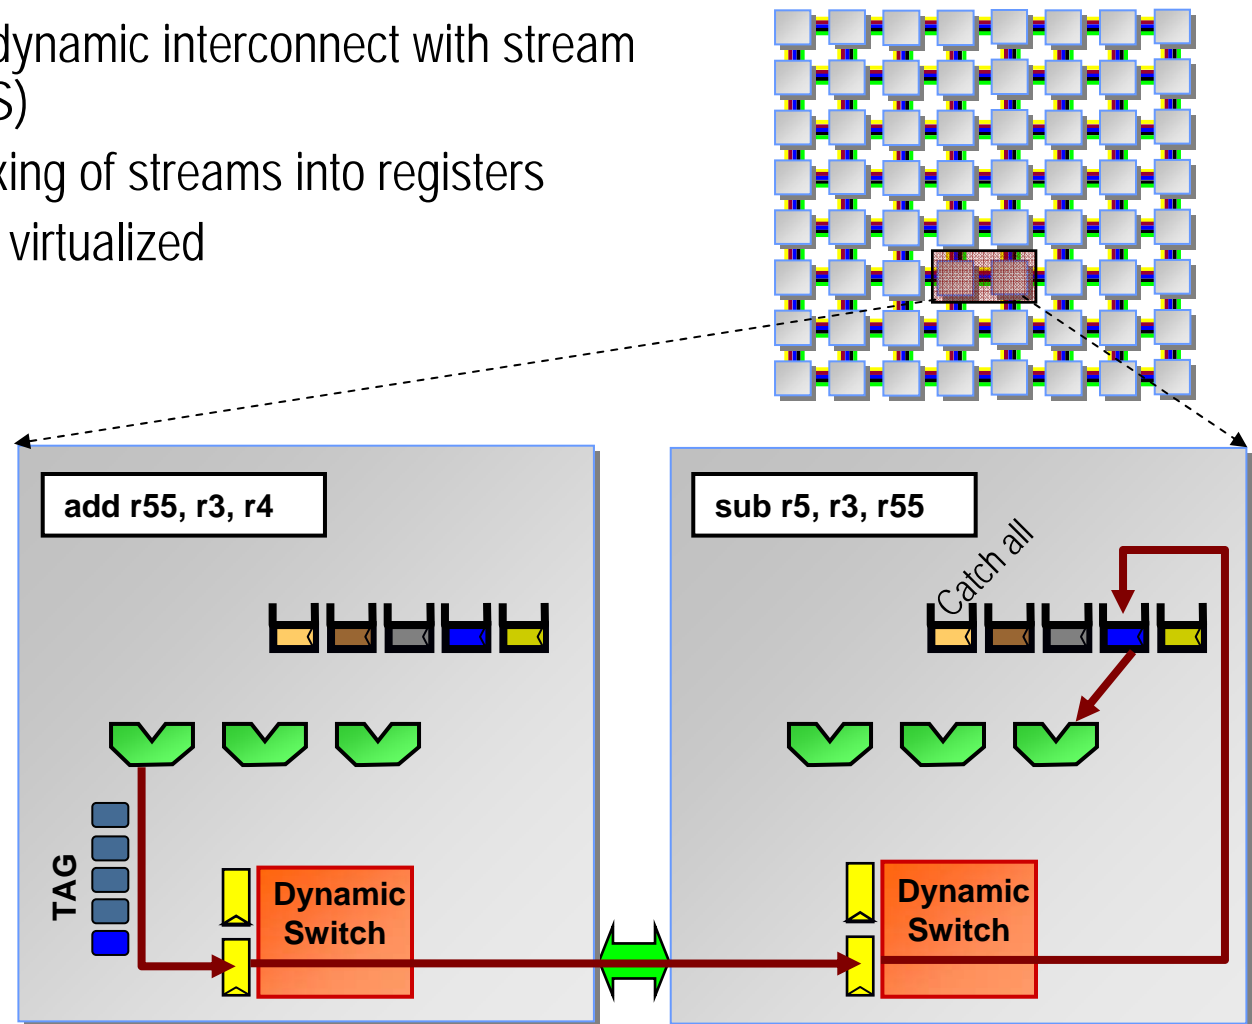 dynamic interconnect with stream
S)
xing of streams into registers
virtualized
add r55, r3, r4
sub r5, r3, r55
Catch all
TAG
Dynamic
Switch
Dynamic
Switch